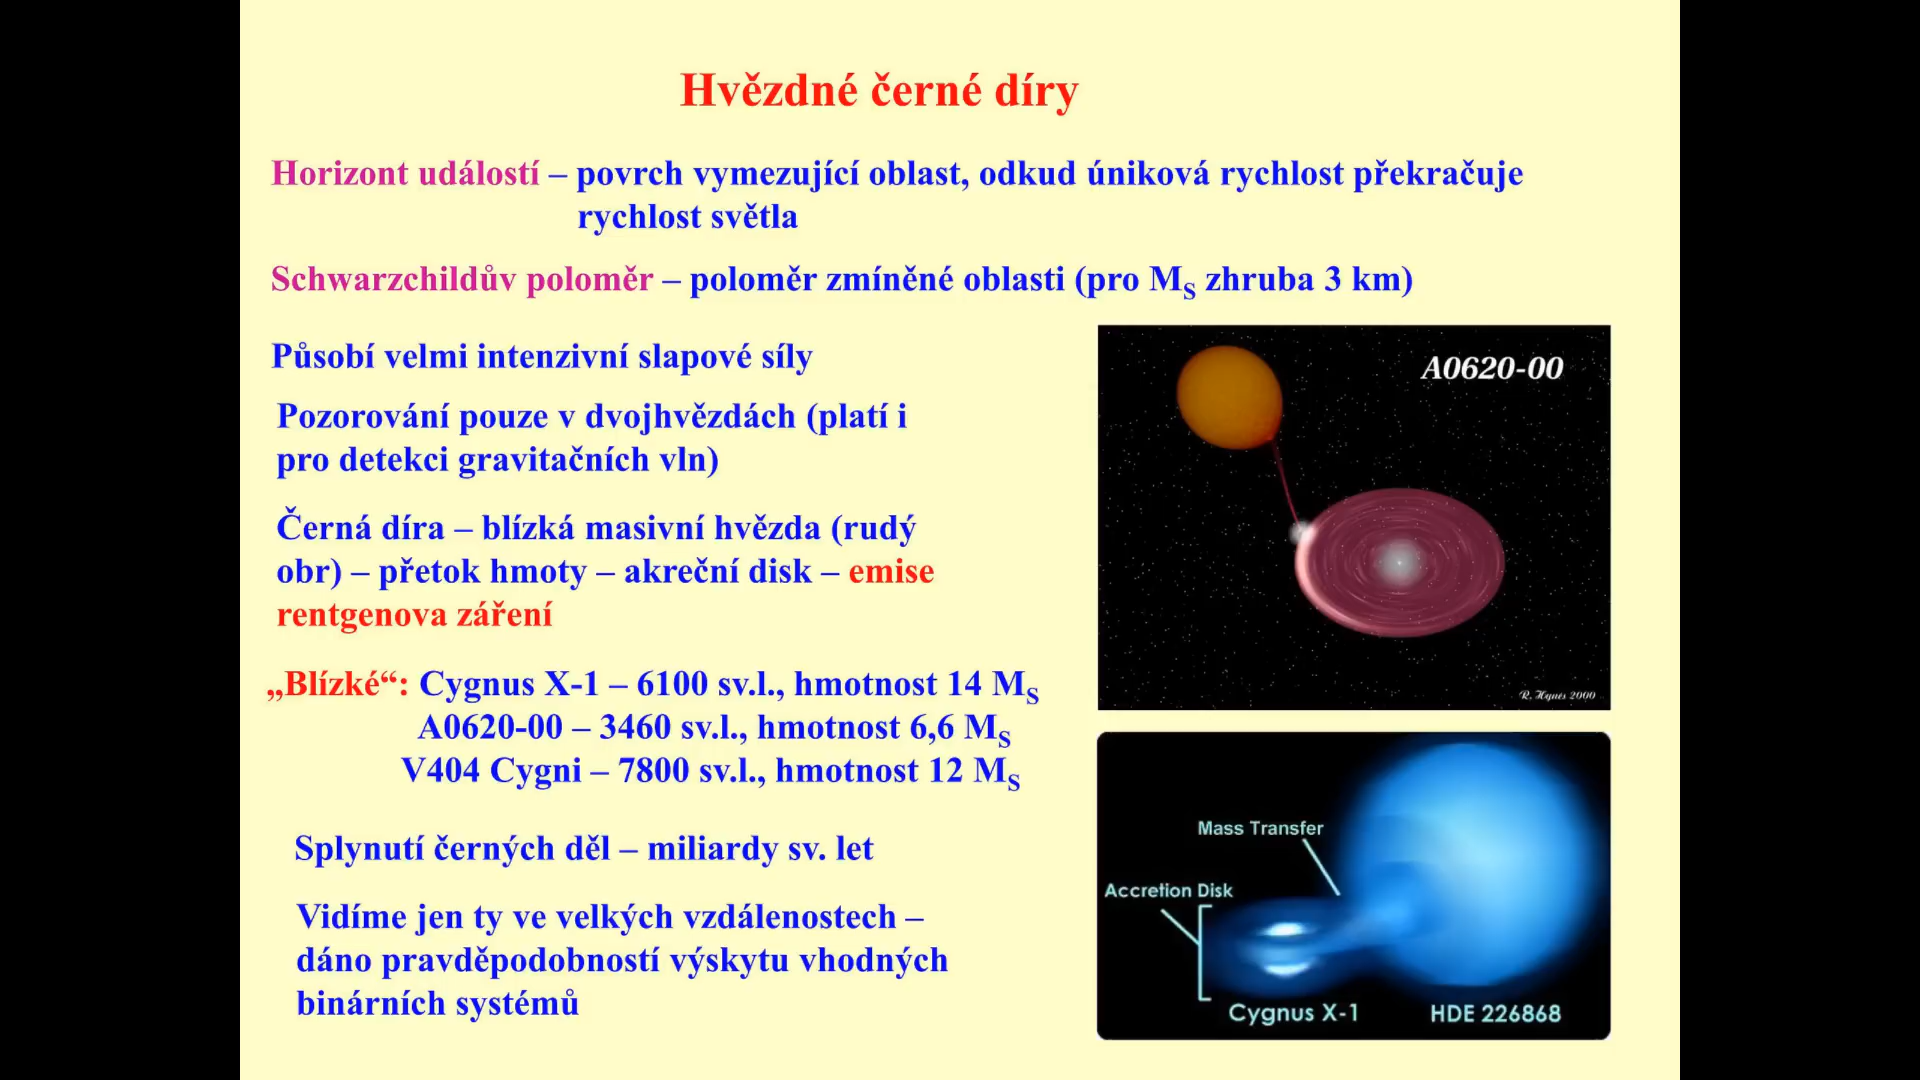 Hvězdné černé díry
Horizont událostí – povrch vymezující oblast, odkud úniková rychlost překračuje
rychlost světla
Schwarzchildův poloměr – poloměr zmíněné oblasti (pro MS zhruba 3 km)
Působí velmi intenzivní slapové síly
Pozorování pouze v dvojhvězdách (platí i
pro detekci gravitačních vln)
Černá díra – blízká masivní hvězda (rudý
obr) – přetok hmoty – akreční disk – emise
rentgenova záření
„Blízké“: Cygnus X-1 – 6100 sv.l., hmotnost 14 MS
A0620-00 – 3460 sv.l., hmotnost 6,6 MS
V404 Cygni – 7800 sv.l., hmotnost 12 MS
Splynutí černých děl – miliardy sv. let
Vidíme jen ty ve velkých vzdálenostech –
dáno pravděpodobností výskytu vhodných
binárních systémů
A0620-00
R. Hynes 2000
Mass Transfer
Accretion Disk
Cygnus X-1
HDE 226868